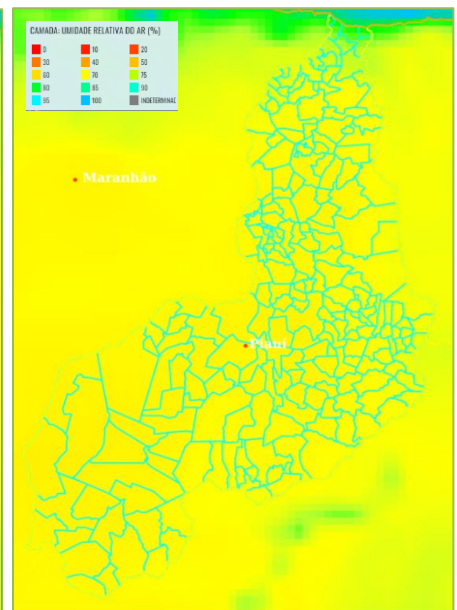 CAMADA: UMIDADE RELATIVA DO AR (%)
0 10 20
30 40 50
60 70 75
80 85 90
95 100 INDETERMINAD
Maranhão
Piauí